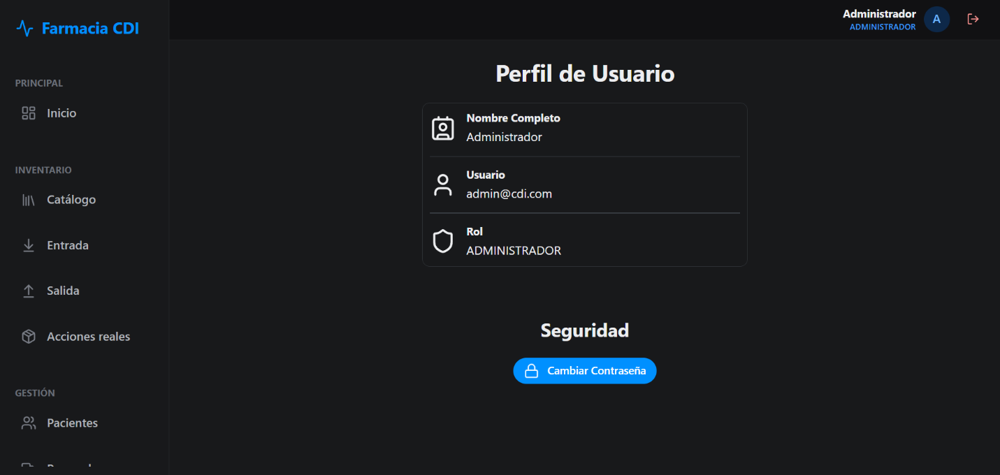 Farmacia CDI
Administrador
ADMINISTRADOR
A
PRINCIPAL
Inicio
INVENTARIO
Catálogo
Entrada
Salida
Acciones reales
GESTIÓN
Pacientes
Perfil de Usuario
Nombre Completo
Administrador
Usuario
admin@cdi.com
Rol
ADMINISTRADOR
Seguridad
Cambiar Contraseña